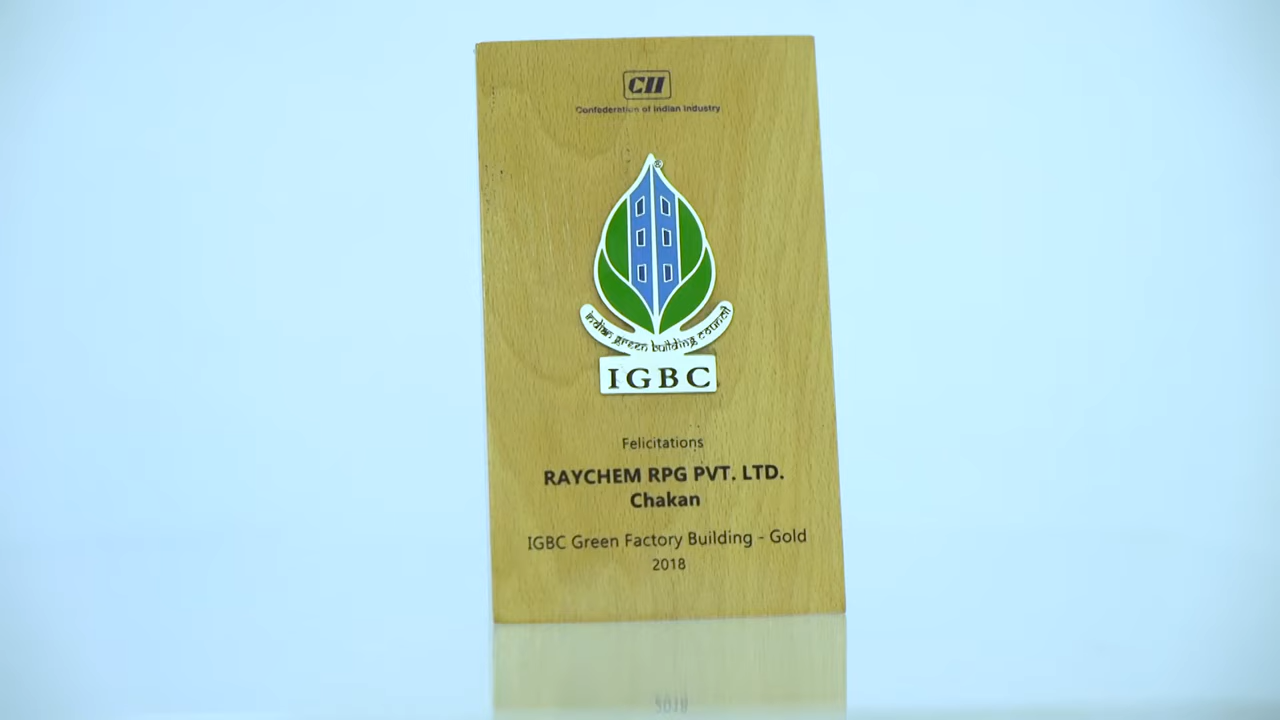 CII
Confederation of Indian Industry
®
indian green building council
IGBC
Felicitations
RAYCHEM RPG PVT. LTD.
Chakan
IGBC Green Factory Building - Gold
2018